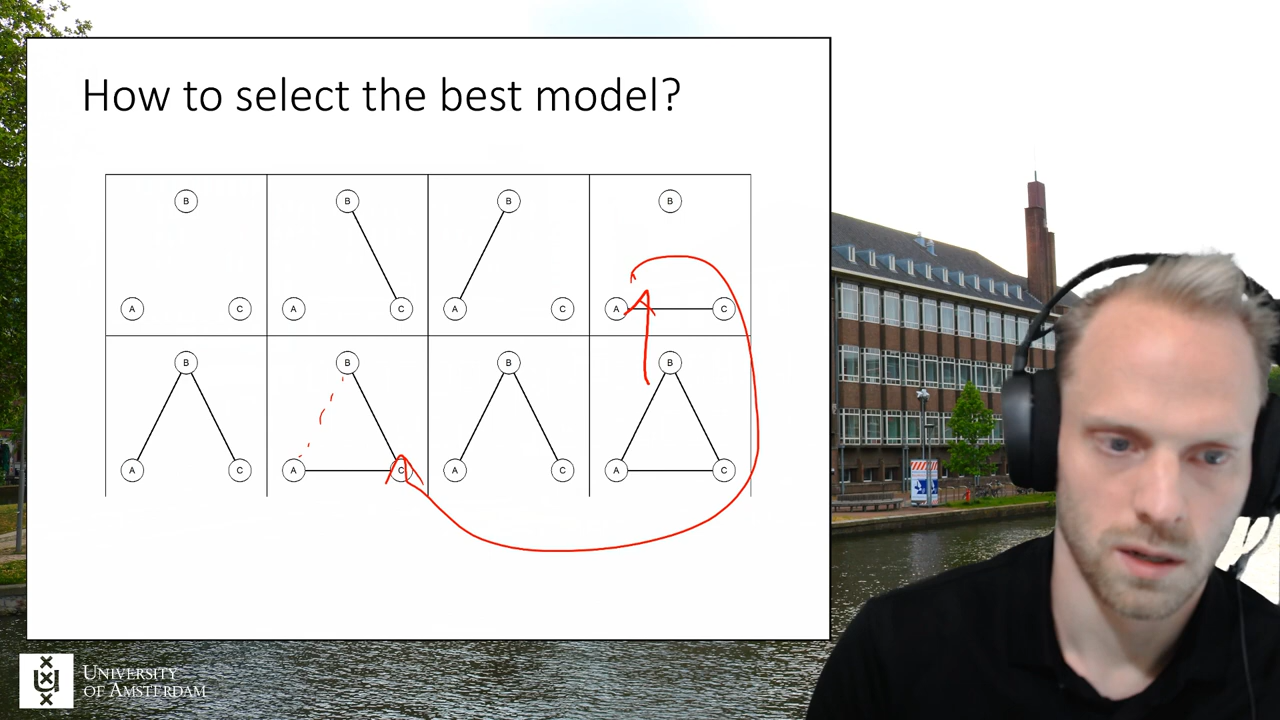 How to select the best model?
B B B B
A C A C A C A C
B B B B
A C A C A C A C
UNIVERSITY
OF AMSTERDAM